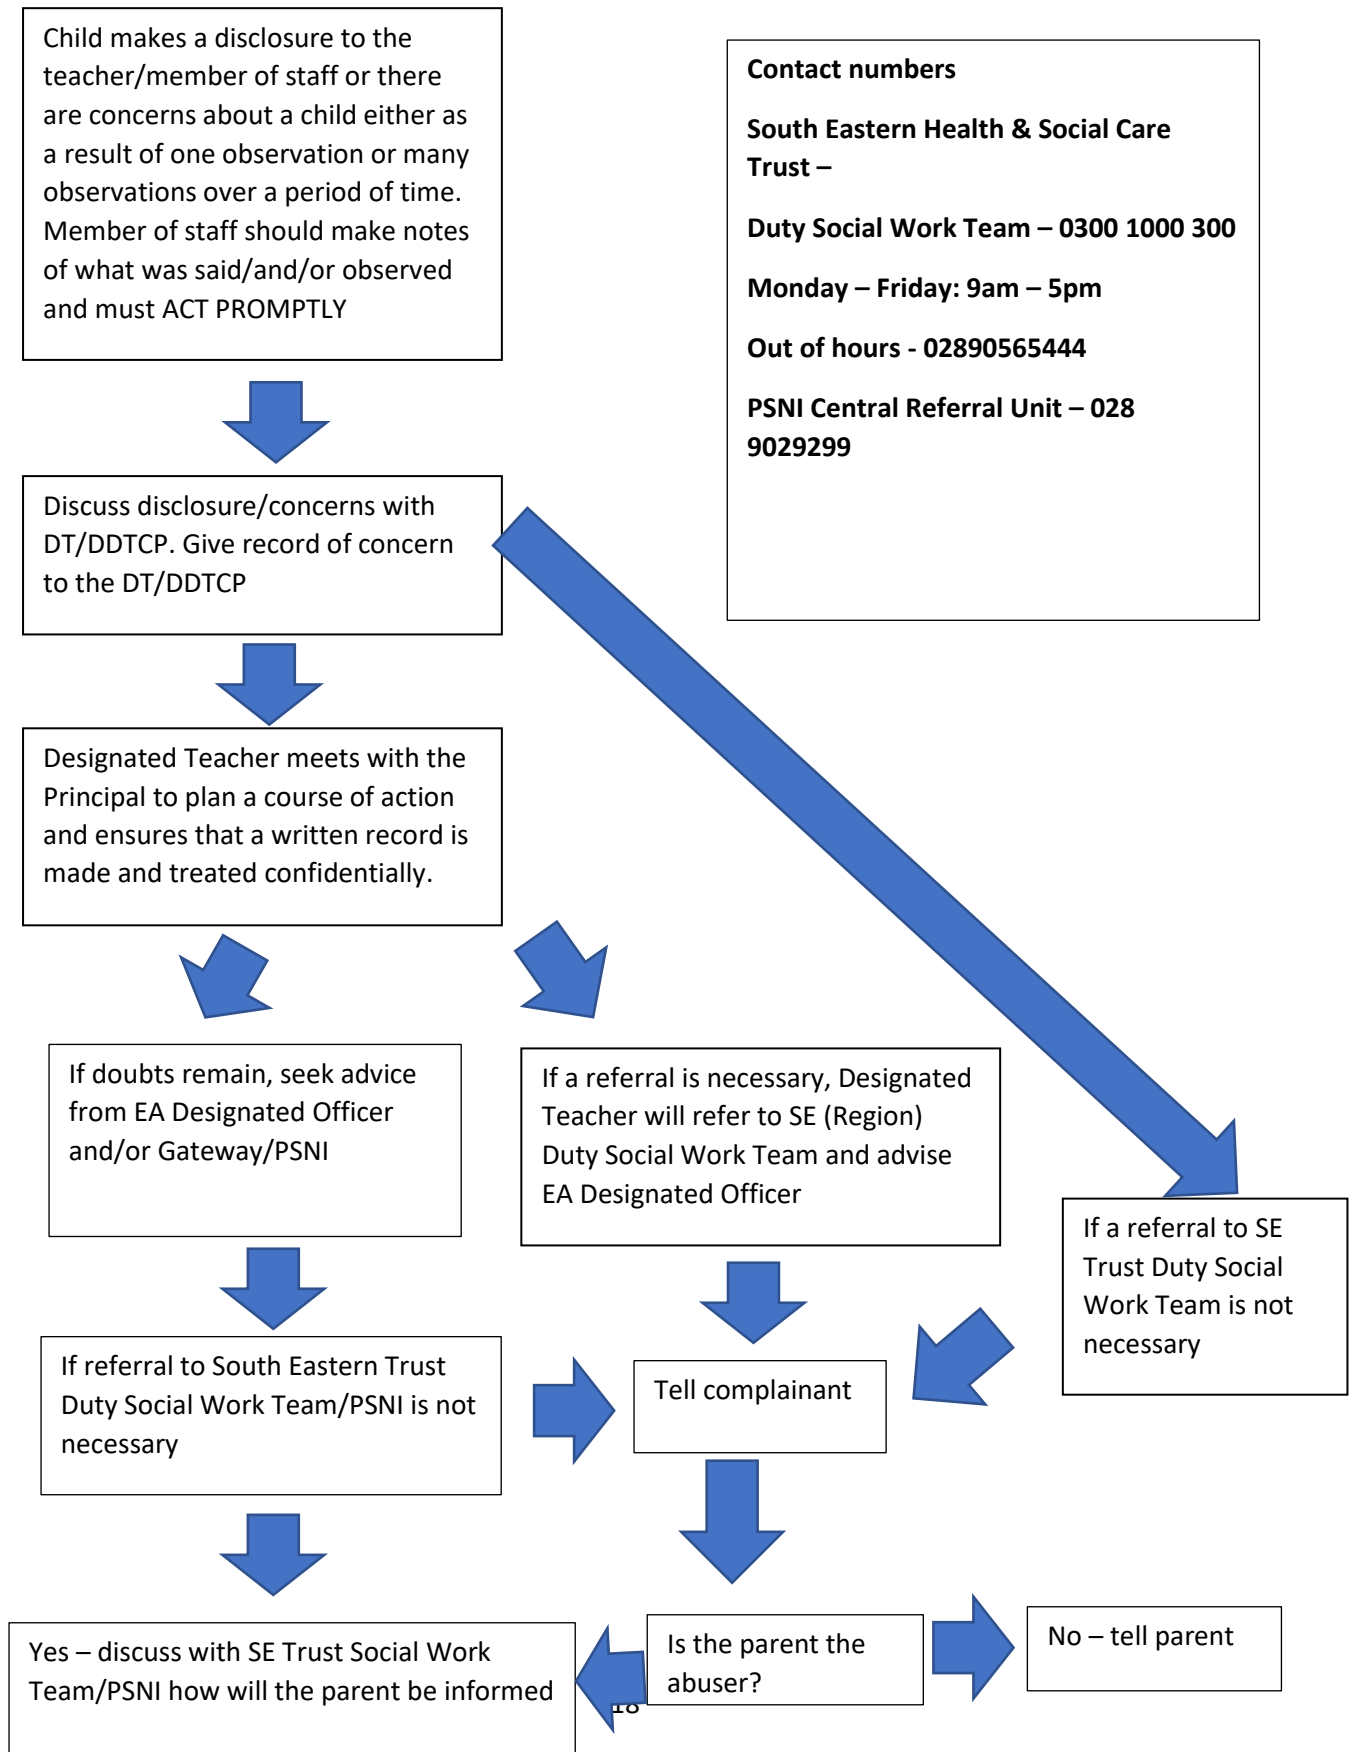 Child makes a disclosure to the
teacher/member of staff or there
are concerns about a child either as
a result of one observation or many
observations over a period of time.
Member of staff should make notes
of what was said/and/or observed
and must ACT PROMPTLY
Contact numbers
South Eastern Health & Social Care
Trust –
Duty Social Work Team – 0300 1000 300
Monday – Friday: 9am – 5pm
Out of hours - 02890565444
PSNI Central Referral Unit – 028
9029299
Discuss disclosure/concerns with
DT/DDTCP. Give record of concern
to the DT/DDTCP
Designated Teacher meets with the
Principal to plan a course of action
and ensures that a written record is
made and treated confidentially.
If doubts remain, seek advice
from EA Designated Officer
and/or Gateway/PSNI
If a referral is necessary, Designated
Teacher will refer to SE (Region)
Duty Social Work Team and advise
EA Designated Officer
If a referral to SE
Trust Duty Social
Work Team is not
necessary
If referral to South Eastern Trust
Duty Social Work Team/PSNI is not
necessary
Tell complainant
Yes – discuss with SE Trust Social Work
Team/PSNI how will the parent be informed
Is the parent the
abuser?
No – tell parent
18